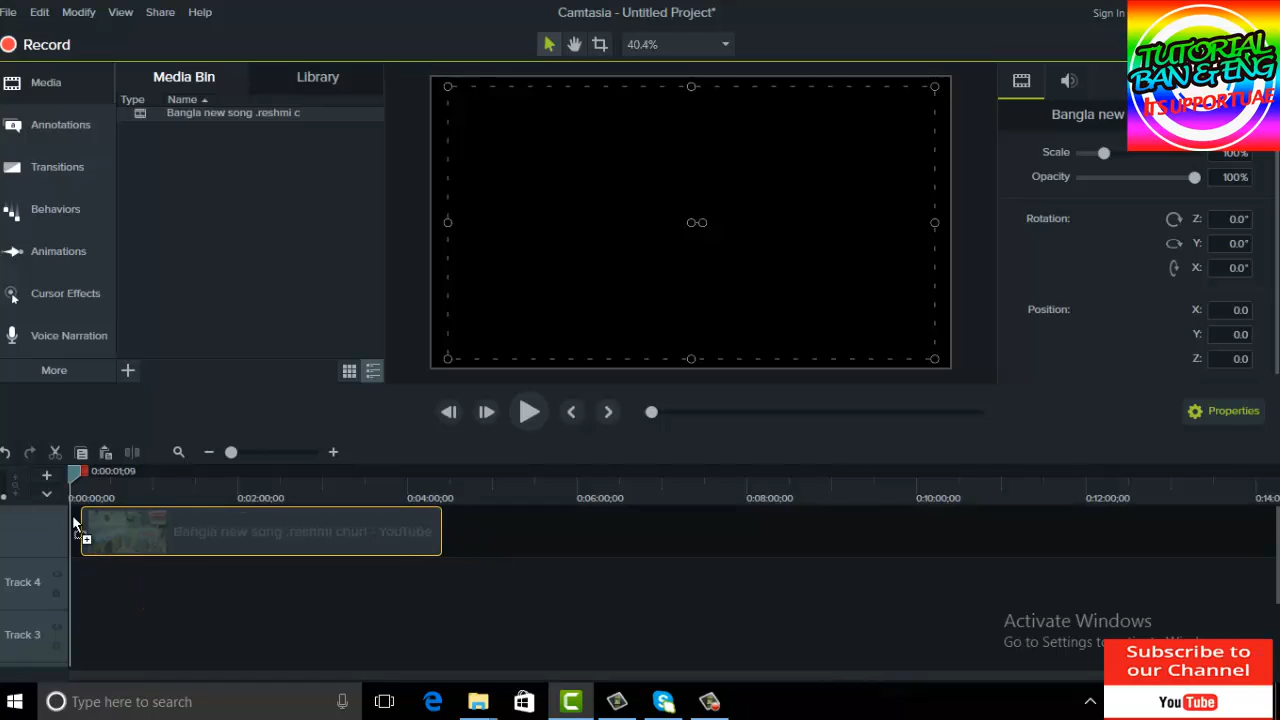 File Edit Modify View Share Help
Camtasia - Untitled Project*
Sign In
Record
40.4%
TUTORIAL
BAN & ENG
ITSUPPORTUAE
Media
Annotations
Transitions
Behaviors
Animations
Cursor Effects
Voice Narration
More
Media Bin Library
Type Name
Bangla new song .reshmi c
Bangla new
Scale 100%
Opacity 100%
Rotation: Z: 0.0°
Y: 0.0°
X: 0.0°
Position: X: 0.0
Y: 0.0
Z: 0.0
Properties
0:00:01;09
0:00:00;00 0:02:00;00 0:04:00;00 0:06:00;00 0:08:00;00 0:10:00;00 0:12:00;00 0:14:0
Bangla new song .reshmi churi - YouTube
Track 4
Track 3
Activate Windows
Go to Settings to
Subscribe to
our Channel
YouTube
Type here to search